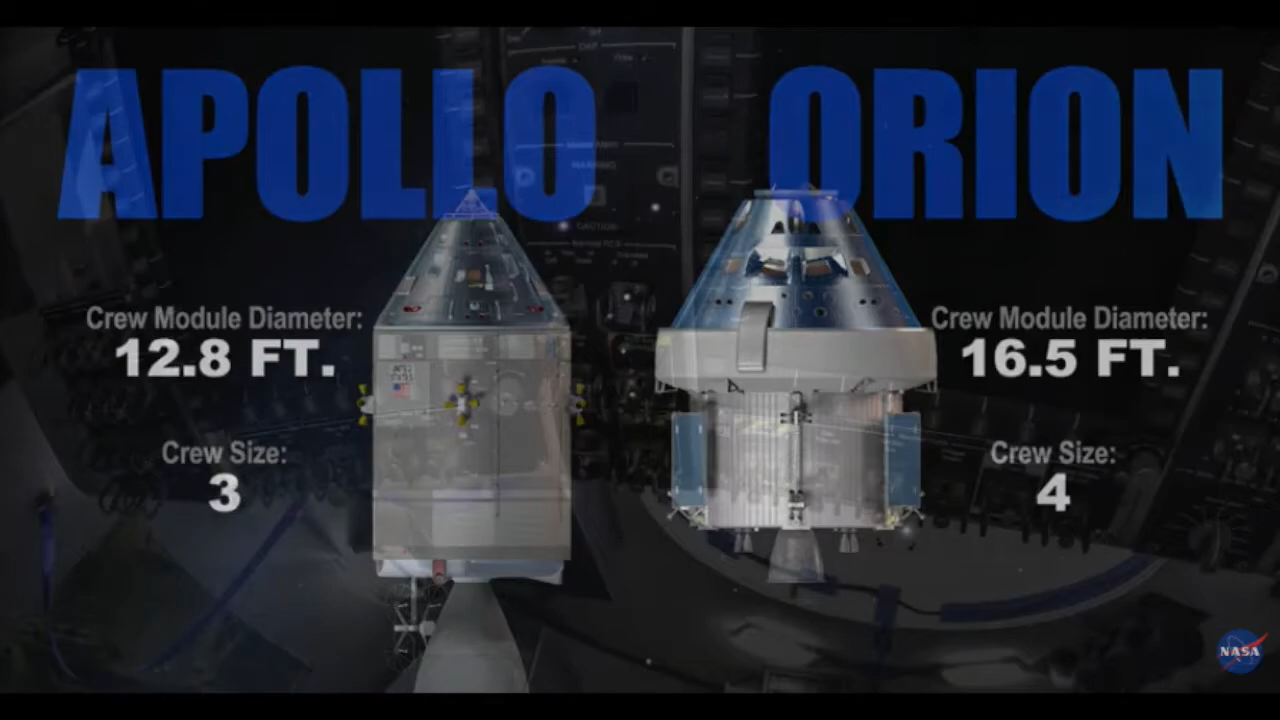 APOLLO
ORION
Crew Module Diameter:
12.8 FT.
Crew Size:
3
Crew Module Diameter:
16.5 FT.
Crew Size:
4
NASA